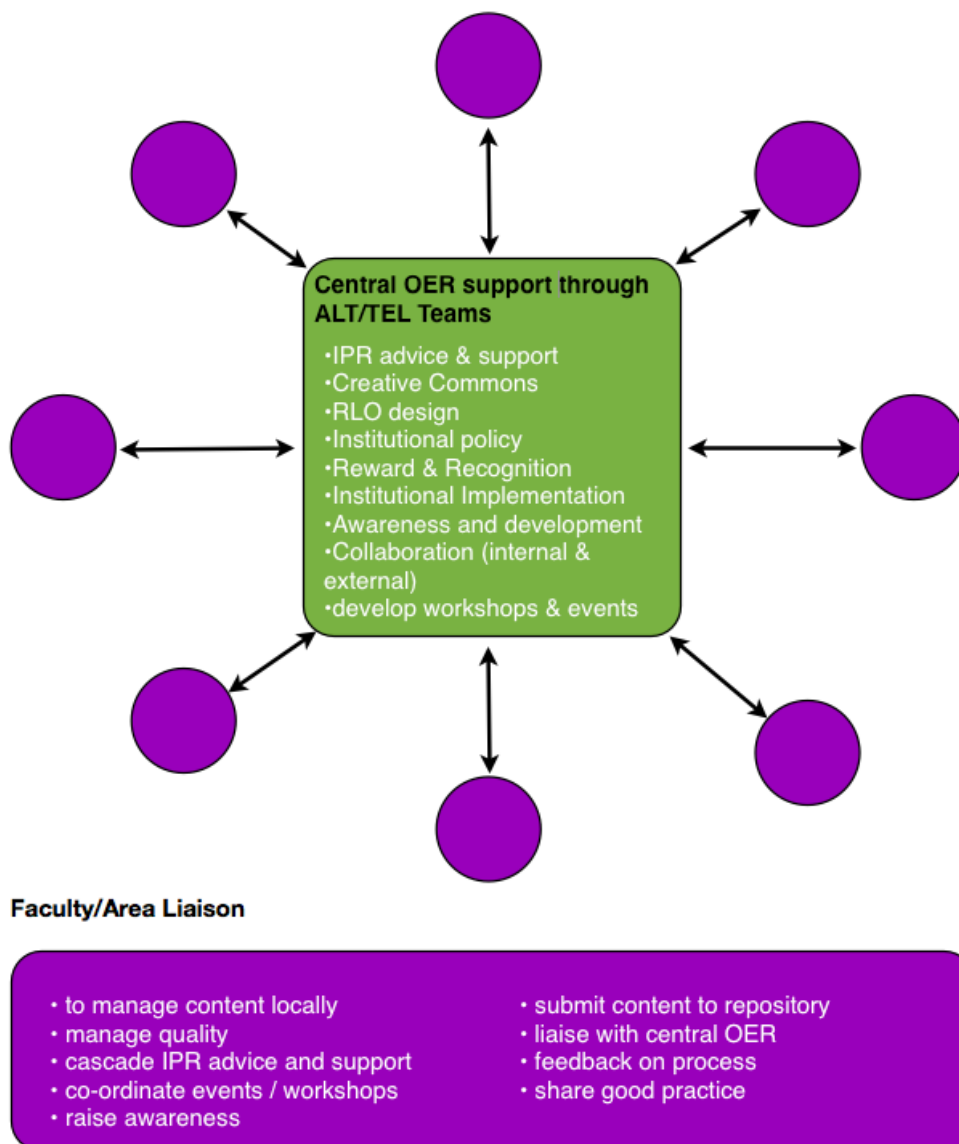 Central OER support through
ALT/TEL Teams
•IPR advice & support
•Creative Commons
•RLO design
•Institutional policy
•Reward & Recognition
•Institutional Implementation
•Awareness and development
•Collaboration (internal &
external)
•develop workshops & events
Faculty/Area Liaison
• to manage content locally
• manage quality
• cascade IPR advice and support
• co-ordinate events / workshops
• raise awareness
• submit content to repository
• liaise with central OER
• feedback on process
• share good practice